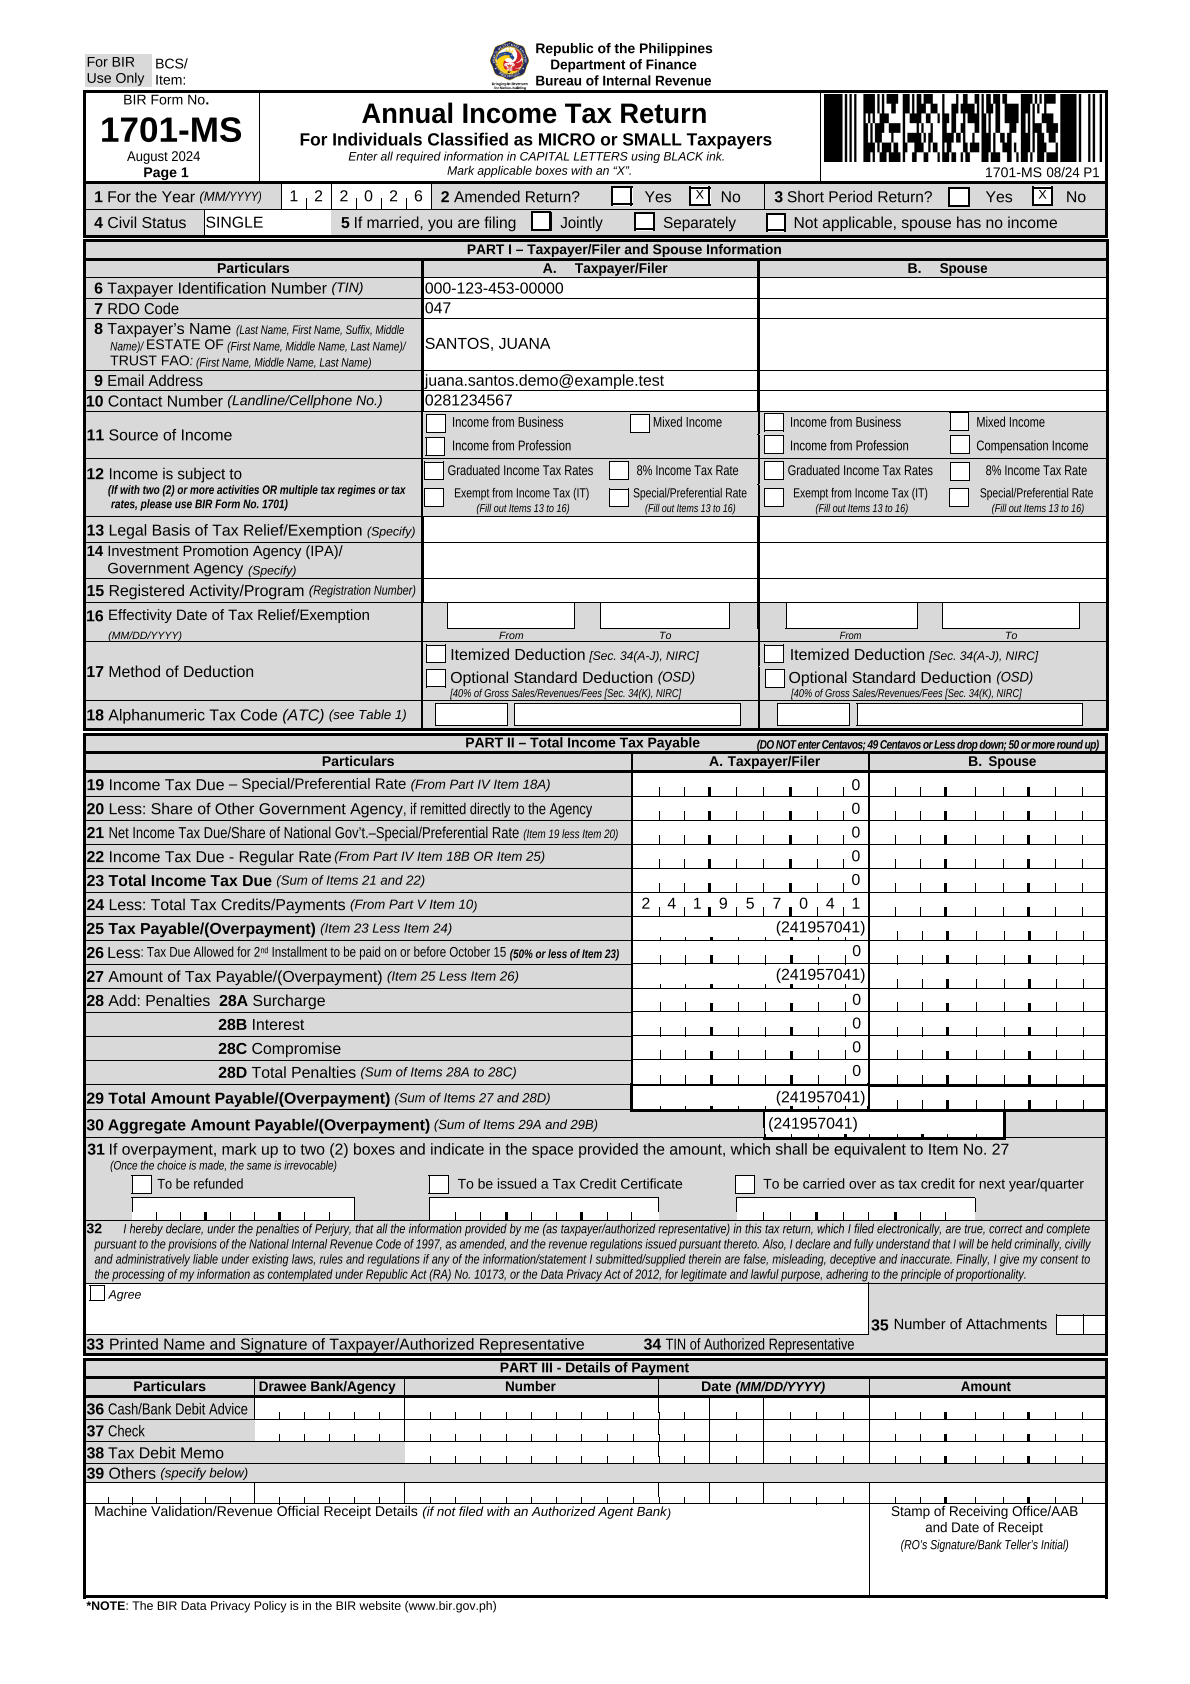 For BIR BCS/
Use Only Item:
Republic of the Philippines
Department of Finance
Bureau of Internal Revenue
BIR Form No.
1701-MS
August 2024
Page 1
Annual Income Tax Return
For Individuals Classified as MICRO or SMALL Taxpayers
Enter all required information in CAPITAL LETTERS using BLACK ink.
Mark applicable boxes with an “X”.
1701-MS 08/24 P1
1 For the Year (MM/YYYY) 1 2 2 0 2 6 2 Amended Return? Yes X No 3 Short Period Return? Yes X No
4 Civil Status SINGLE 5 If married, you are filing Jointly Separately Not applicable, spouse has no income
PART I – Taxpayer/Filer and Spouse Information
Particulars A. Taxpayer/Filer B. Spouse
6 Taxpayer Identification Number (TIN) 000-123-453-00000
7 RDO Code 047
8 Taxpayer’s Name (Last Name, First Name, Suffix, Middle
Name)/ ESTATE OF (First Name, Middle Name, Last Name)/
TRUST FAO: (First Name, Middle Name, Last Name)
SANTOS, JUANA
9 Email Address juana.santos.demo@example.test
10 Contact Number (Landline/Cellphone No.) 0281234567
11 Source of Income
Income from Business Mixed Income Income from Business Mixed Income
Income from Profession Income from Profession Compensation Income
12 Income is subject to
(If with two (2) or more activities OR multiple tax regimes or tax
rates, please use BIR Form No. 1701)
Graduated Income Tax Rates 8% Income Tax Rate Graduated Income Tax Rates 8% Income Tax Rate
Exempt from Income Tax (IT) Special/Preferential Rate Exempt from Income Tax (IT) Special/Preferential Rate
(Fill out Items 13 to 16) (Fill out Items 13 to 16) (Fill out Items 13 to 16) (Fill out Items 13 to 16)
13 Legal Basis of Tax Relief/Exemption (Specify)
14 Investment Promotion Agency (IPA)/
Government Agency (Specify)
15 Registered Activity/Program (Registration Number)
16 Effectivity Date of Tax Relief/Exemption
(MM/DD/YYYY) From To From To
17 Method of Deduction
Itemized Deduction [Sec. 34(A-J), NIRC] Itemized Deduction [Sec. 34(A-J), NIRC]
Optional Standard Deduction (OSD) Optional Standard Deduction (OSD)
[40% of Gross Sales/Revenues/Fees [Sec. 34(K), NIRC] [40% of Gross Sales/Revenues/Fees [Sec. 34(K), NIRC]
18 Alphanumeric Tax Code (ATC) (see Table 1)
PART II – Total Income Tax Payable (DO NOT enter Centavos; 49 Centavos or Less drop down; 50 or more round up)
Particulars A. Taxpayer/Filer B. Spouse
19 Income Tax Due – Special/Preferential Rate (From Part IV Item 18A) 0
20 Less: Share of Other Government Agency, if remitted directly to the Agency 0
21 Net Income Tax Due/Share of National Gov’t.–Special/Preferential Rate (Item 19 less Item 20) 0
22 Income Tax Due - Regular Rate (From Part IV Item 18B OR Item 25) 0
23 Total Income Tax Due (Sum of Items 21 and 22) 0
24 Less: Total Tax Credits/Payments (From Part V Item 10) 2 4 1 9 5 7 0 4 1
25 Tax Payable/(Overpayment) (Item 23 Less Item 24) (241957041)
26 Less: Tax Due Allowed for 2nd Installment to be paid on or before October 15 (50% or less of Item 23) 0
27 Amount of Tax Payable/(Overpayment) (Item 25 Less Item 26) (241957041)
28 Add: Penalties 28A Surcharge 0
28B Interest 0
28C Compromise 0
28D Total Penalties (Sum of Items 28A to 28C) 0
29 Total Amount Payable/(Overpayment) (Sum of Items 27 and 28D) (241957041)
30 Aggregate Amount Payable/(Overpayment) (Sum of Items 29A and 29B) (241957041)
31 If overpayment, mark up to two (2) boxes and indicate in the space provided the amount, which shall be equivalent to Item No. 27
(Once the choice is made, the same is irrevocable)
To be refunded To be issued a Tax Credit Certificate To be carried over as tax credit for next year/quarter
32 I hereby declare, under the penalties of Perjury, that all the information provided by me (as taxpayer/authorized representative) in this tax return, which I filed electronically, are true, correct and complete
pursuant to the provisions of the National Internal Revenue Code of 1997, as amended, and the revenue regulations issued pursuant thereto. Also, I declare and fully understand that I will be held criminally, civilly
and administratively liable under existing laws, rules and regulations if any of the information/statement I submitted/supplied therein are false, misleading, deceptive and inaccurate. Finally, I give my consent to
the processing of my information as contemplated under Republic Act (RA) No. 10173, or the Data Privacy Act of 2012, for legitimate and lawful purpose, adhering to the principle of proportionality.
Agree
35 Number of Attachments
33 Printed Name and Signature of Taxpayer/Authorized Representative 34 TIN of Authorized Representative
PART III - Details of Payment
Particulars Drawee Bank/Agency Number Date (MM/DD/YYYY) Amount
36 Cash/Bank Debit Advice
37 Check
38 Tax Debit Memo
39 Others (specify below)
Machine Validation/Revenue Official Receipt Details (if not filed with an Authorized Agent Bank)
Stamp of Receiving Office/AAB
and Date of Receipt
(RO’s Signature/Bank Teller’s Initial)
*NOTE: The BIR Data Privacy Policy is in the BIR website (www.bir.gov.ph)